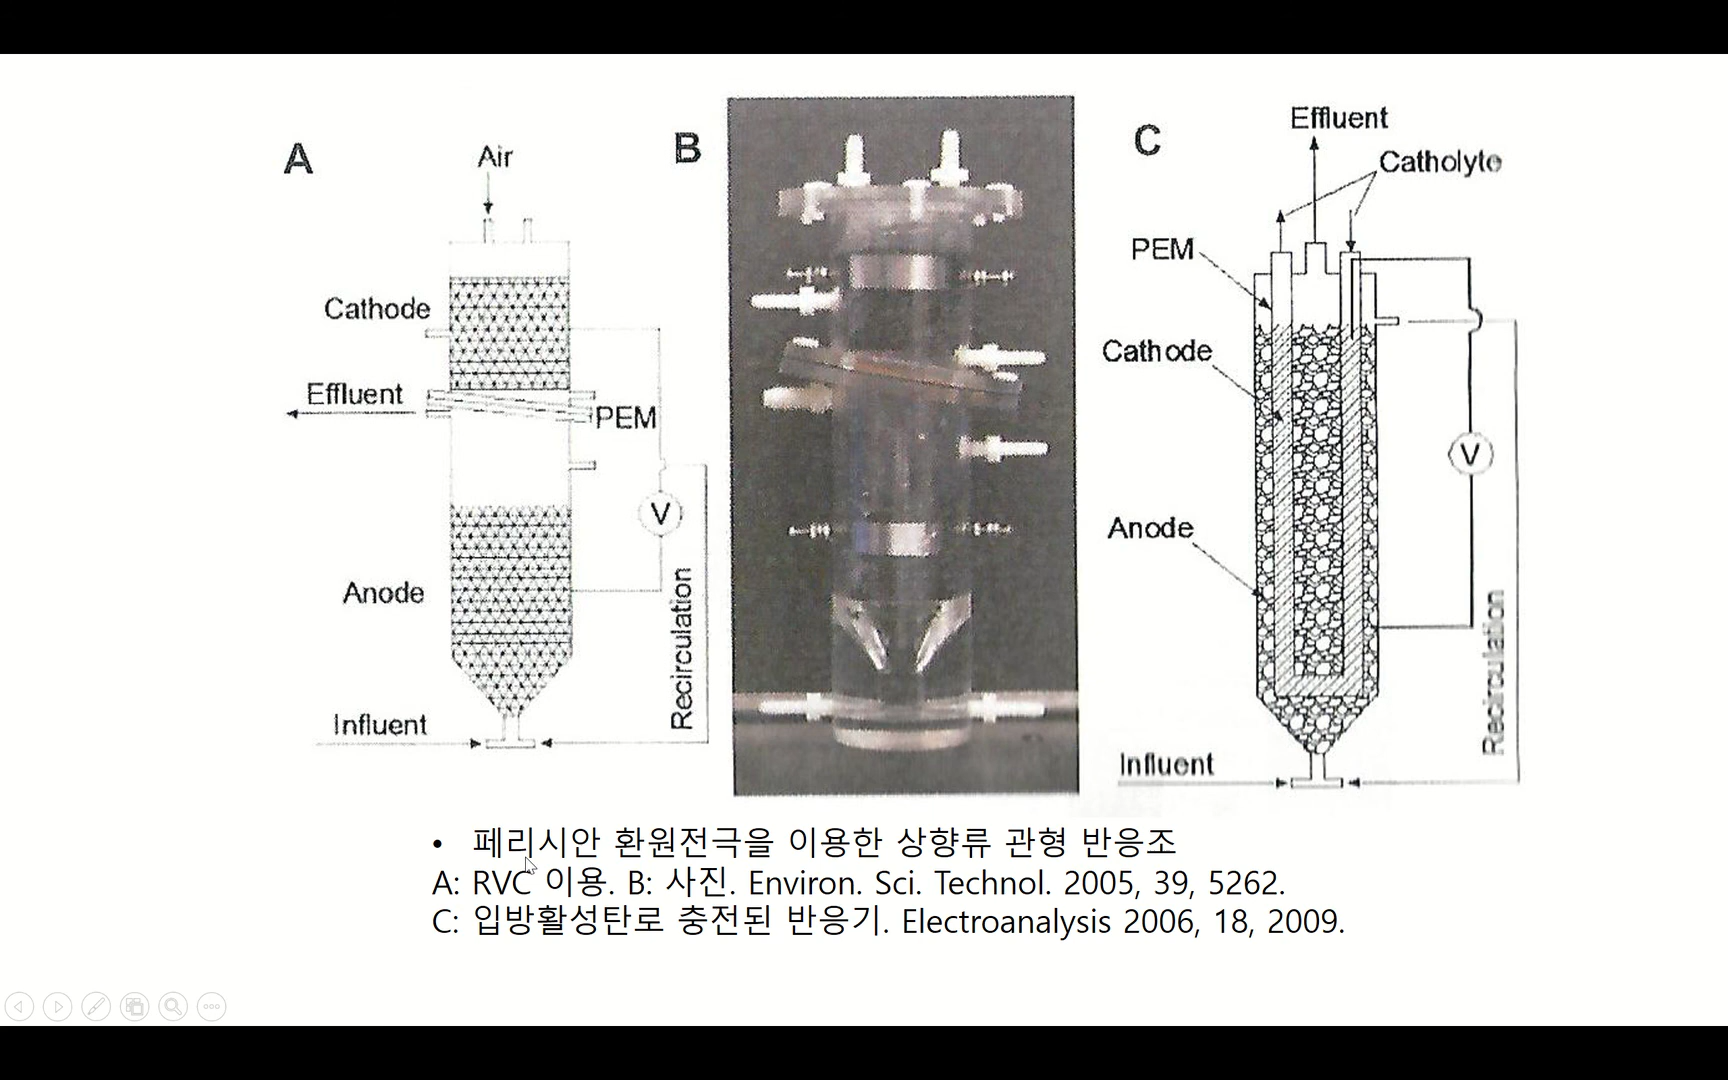 A
Air
Cathode
Effluent
PEM
V
Anode
Recirculation
Influent
B
C
Effluent
Catholyte
PEM
Cathode
V
Anode
Recirculation
Influent
• 페리시안 환원전극을 이용한 상향류 관형 반응조
A: RVC 이용. B: 사진. Environ. Sci. Technol. 2005, 39, 5262.
C: 입방활성탄로 충전된 반응기. Electroanalysis 2006, 18, 2009.